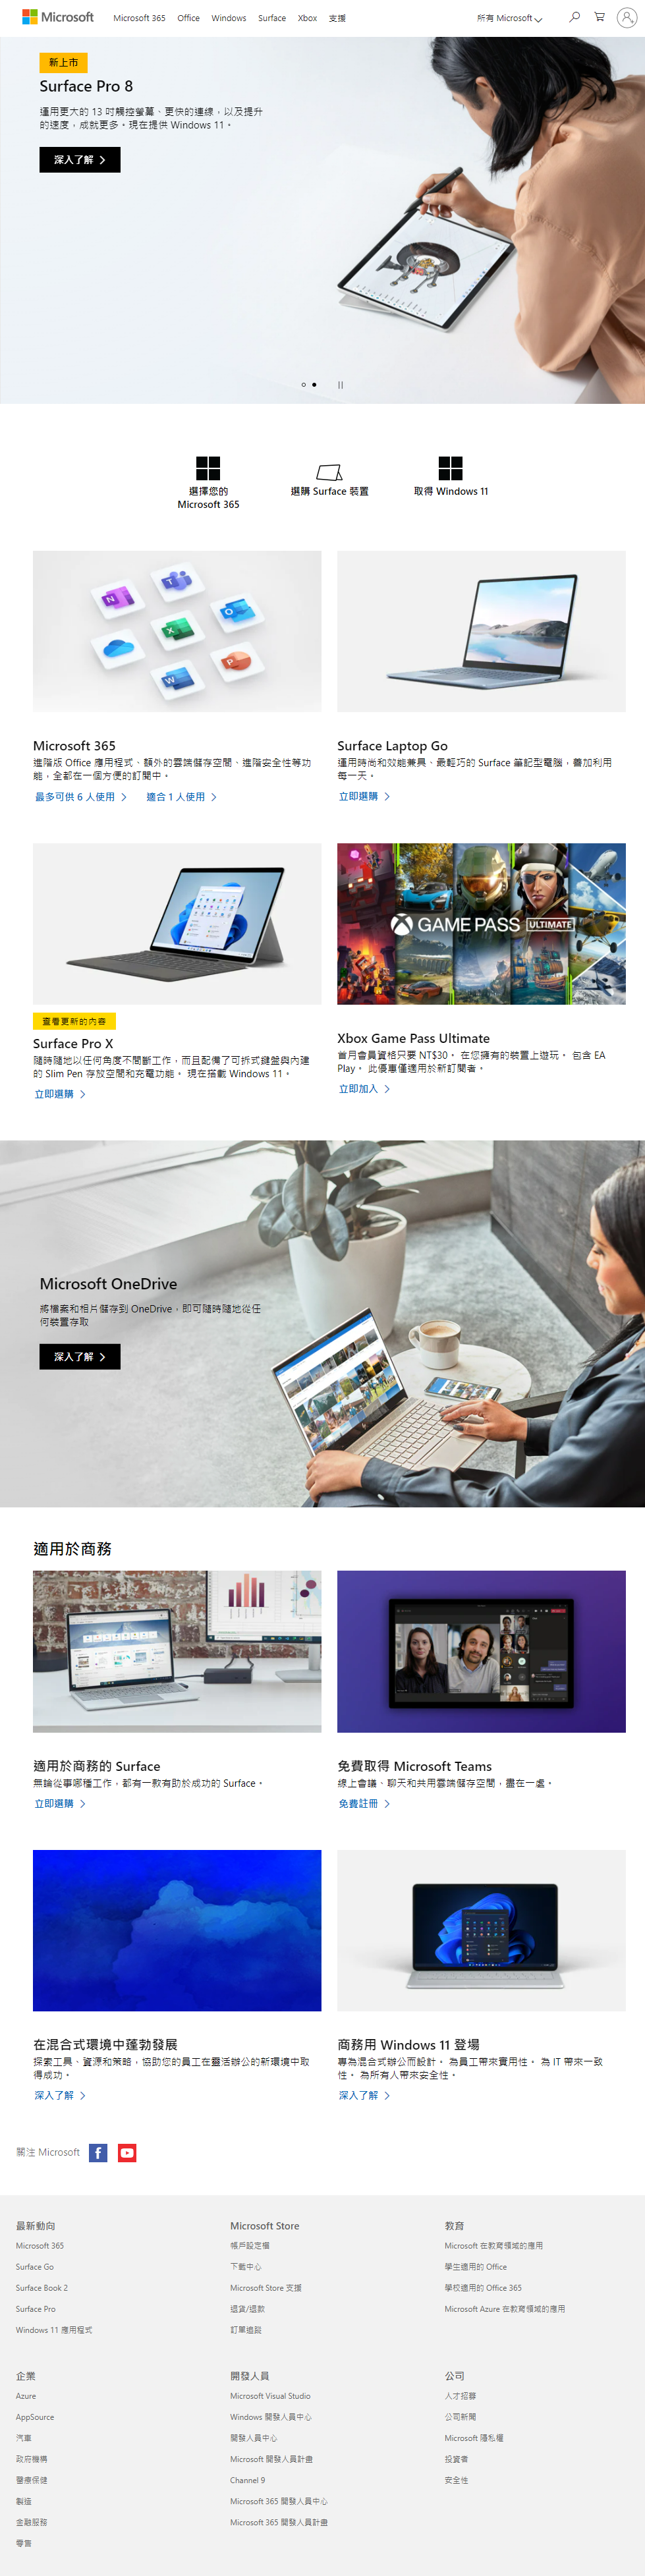 Microsoft
Microsoft 365 Office Windows Surface Xbox 支援
所有 Microsoft
新上市
Surface Pro 8
運用更大的 13 吋觸控螢幕、更快的連線，以及提升
的速度，成就更多。現在提供 Windows 11。
深入了解
選擇您的
Microsoft 365
選購 Surface 裝置
取得 Windows 11
Microsoft 365
進階版 Office 應用程式、額外的雲端儲存空間、進階安全性等功
能，全都在一個方便的訂閱中。
最多可供 6 人使用 適合 1 人使用
Surface Laptop Go
運用時尚和效能兼具、最輕巧的 Surface 筆記型電腦，善加利用
每一天。
立即選購
查看更新的內容
Surface Pro X
隨時隨地以任何角度不間斷工作，而且配備了可拆式鍵盤與內建
的 Slim Pen 存放空間和充電功能。 現在搭載 Windows 11。
立即選購
XBOX GAME PASS ULTIMATE
Xbox Game Pass Ultimate
首月會員資格只要 NT$30。 在您擁有的裝置上遊玩。 包含 EA
Play。 此優惠僅適用於新訂閱者。
立即加入
Microsoft OneDrive
將檔案和相片儲存到 OneDrive，即可隨時隨地從任
何裝置存取
深入了解
適用於商務
適用於商務的 Surface
無論從事哪種工作，都有一款有助於成功的 Surface。
立即選購
免費取得 Microsoft Teams
線上會議、聊天和共用雲端儲存空間，盡在一處。
免費註冊
在混合式環境中蓬勃發展
探索工具、資源和策略，協助您的員工在靈活辦公的新環境中取
得成功。
深入了解
商務用 Windows 11 登場
專為混合式辦公而設計。 為員工帶來實用性。 為 IT 帶來一致
性。 為所有人帶來安全性。
深入了解
關注 Microsoft
最新動向
Microsoft 365
Surface Go
Surface Book 2
Surface Pro
Windows 11 應用程式
Microsoft Store
帳戶設定檔
下載中心
Microsoft Store 支援
退貨/退款
訂單追蹤
教育
Microsoft 在教育領域的應用
學生適用的 Office
學校適用的 Office 365
Microsoft Azure 在教育領域的應用
企業
Azure
AppSource
汽車
政府機構
醫療保健
製造
金融服務
零售
開發人員
Microsoft Visual Studio
Windows 開發人員中心
開發人員中心
Microsoft 開發人員計畫
Channel 9
Microsoft 365 開發人員中心
Microsoft 365 開發人員計畫
公司
人才招募
公司新聞
Microsoft 隱私權
投資者
安全性